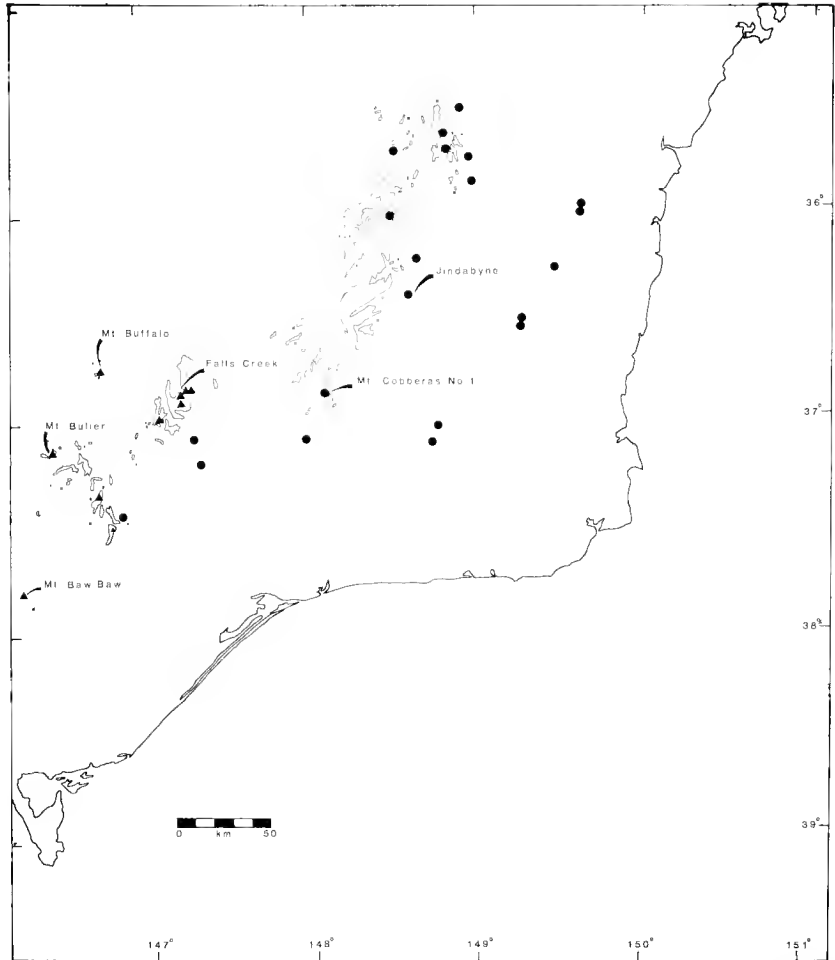 36°
Jindabyne
Mt Buffalo
Falls Creek
Mt Cobberas No 1
37°
Mt Buller
Mt Baw Baw
38°
39°
0 km 50
147° 148° 149° 150° 151°